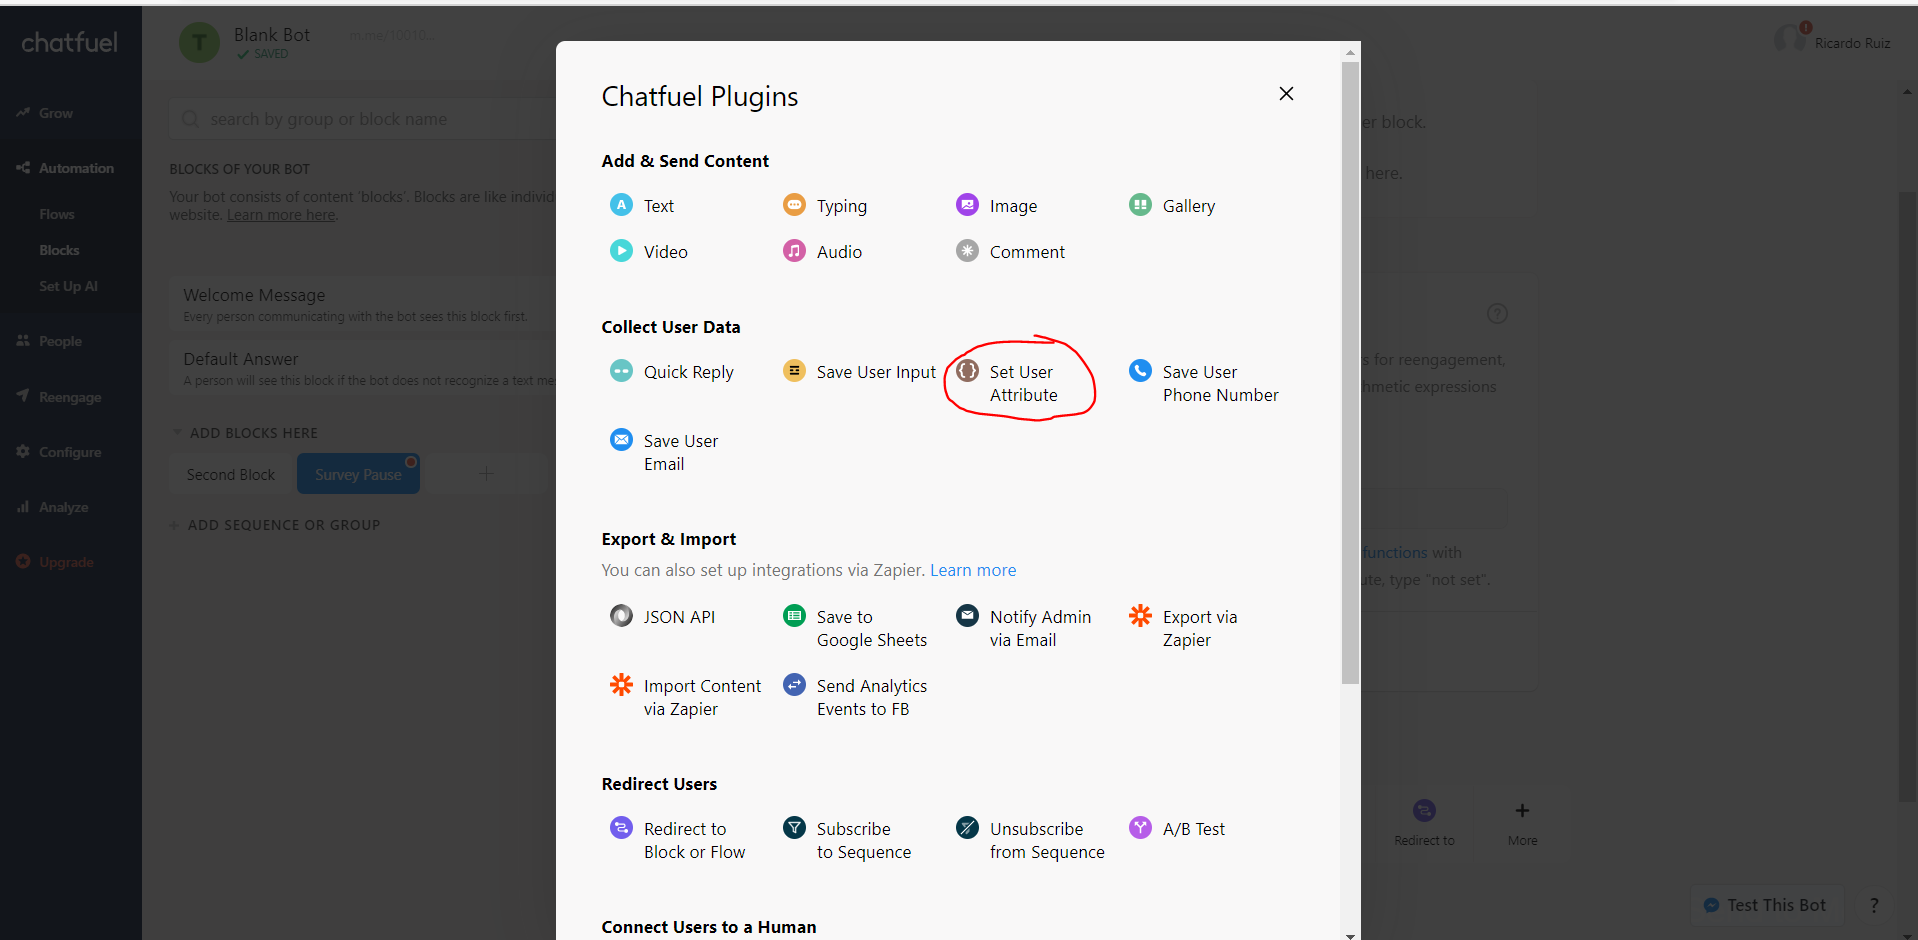 chatfuel
T
Blank Bot
m.me/10010...
SAVED
!
Ricardo Ruiz
Grow
Automation
Flows
Blocks
Set Up AI
People
Reengage
Configure
Analyze
Upgrade
search by group or block name
BLOCKS OF YOUR BOT
Your bot consists of content 'blocks'. Blocks are like individ
website. Learn more here.
Welcome Message
Every person communicating with the bot sees this block first.
Default Answer
A person will see this block if the bot does not recognize a text me
ADD BLOCKS HERE
Second Block
Survey Pause
+
+ ADD SEQUENCE OR GROUP
Chatfuel Plugins
Add & Send Content
A Text
Typing
Image
Gallery
Video
Audio
Comment
Collect User Data
Quick Reply
Save User Input
Set User
Attribute
Save User
Phone Number
Save User
Email
Export & Import
You can also set up integrations via Zapier. Learn more
JSON API
Save to
Google Sheets
Notify Admin
via Email
Export via
Zapier
Import Content
via Zapier
Send Analytics
Events to FB
Redirect Users
Redirect to
Block or Flow
Subscribe
to Sequence
Unsubscribe
from Sequence
A/B Test
Connect Users to a Human
er block.
here.
?
s for reengagement,
hmetic expressions
functions with
ute, type "not set".
Redirect to
+
More
Test This Bot
?